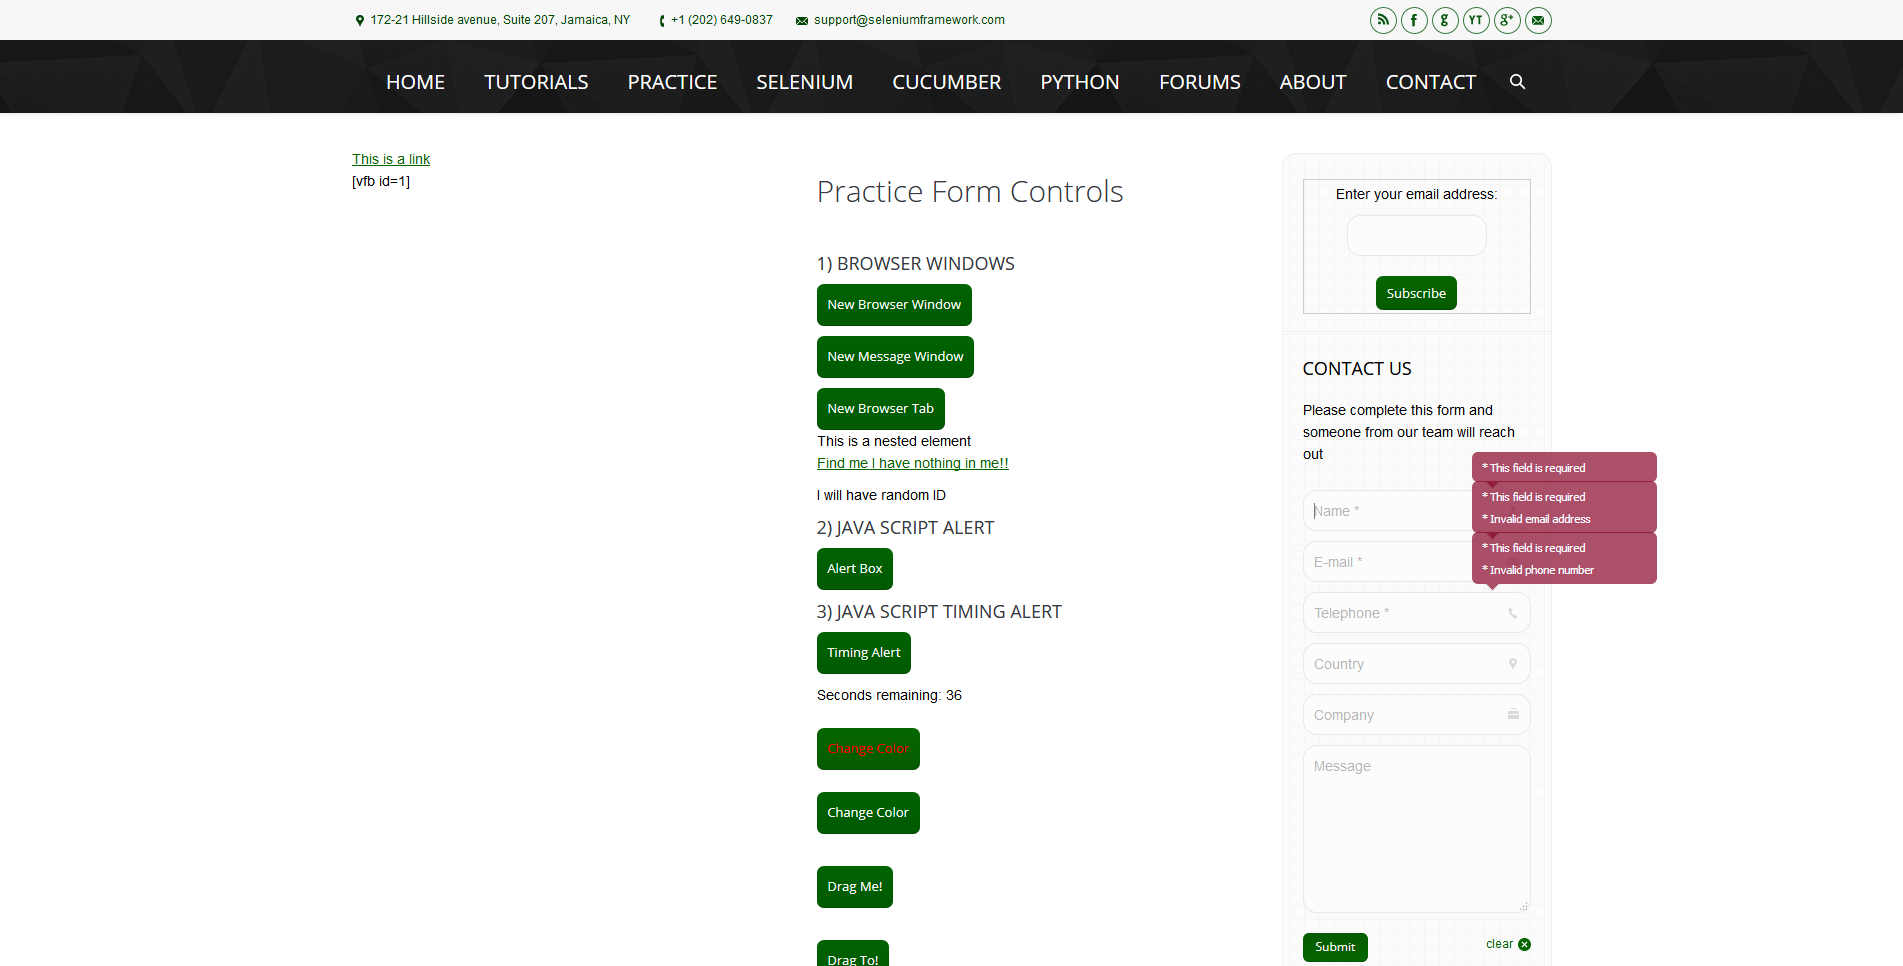 172-21 Hillside avenue, Suite 207, Jamaica, NY
+1 (202) 649-0837
support@seleniumframework.com
f
g
YT
g+
HOME
TUTORIALS
PRACTICE
SELENIUM
CUCUMBER
PYTHON
FORUMS
ABOUT
CONTACT
This is a link
[vfb id=1]
Practice Form Controls
1) BROWSER WINDOWS
New Browser Window
New Message Window
New Browser Tab
This is a nested element
Find me I have nothing in me!!
I will have random ID
2) JAVA SCRIPT ALERT
Alert Box
3) JAVA SCRIPT TIMING ALERT
Timing Alert
Seconds remaining: 36
Change Color
Change Color
Drag Me!
Drag To!
Enter your email address:
Subscribe
CONTACT US
Please complete this form and
someone from our team will reach
out
* This field is required
Name *
* This field is required
* Invalid email address
E-mail *
* This field is required
* Invalid phone number
Telephone *
Country
Company
Message
Submit
clear